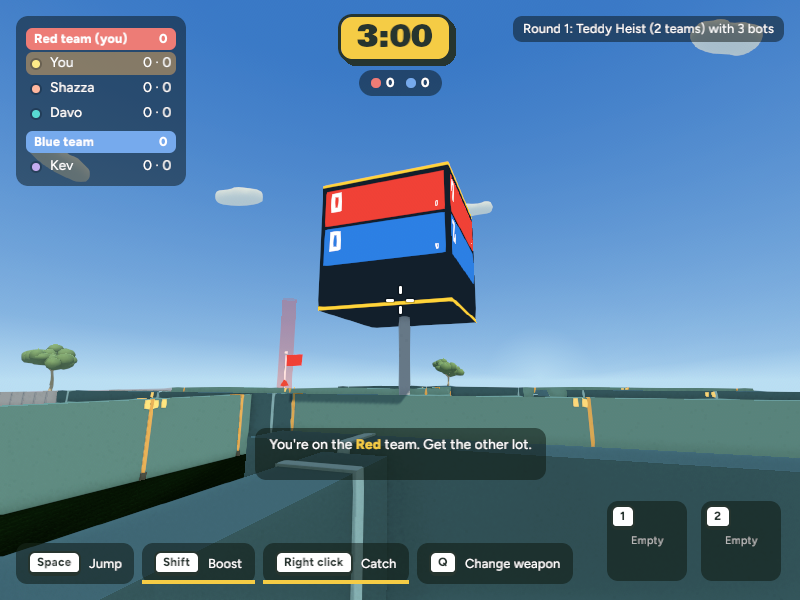 Red team (you) 0
You 0 · 0
Shazza 0 · 0
Davo 0 · 0
Blue team 0
Kev 0 · 0
3:00
0 0
Round 1: Teddy Heist (2 teams) with 3 bots
0 0
0 0
You're on the Red team. Get the other lot.
Space Jump
Shift Boost
Right click Catch
Q Change weapon
1 Empty
2 Empty